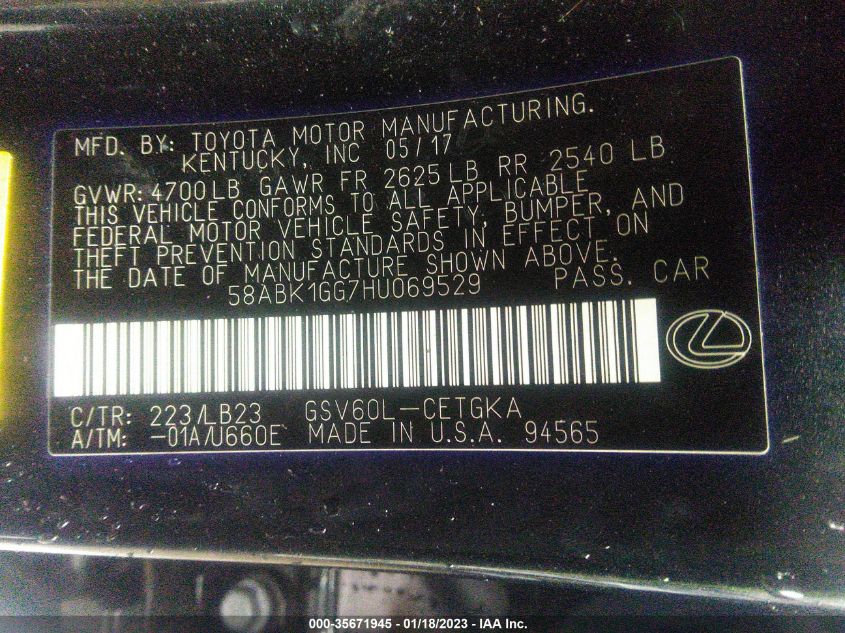 MFD. BY: TOYOTA MOTOR MANUFACTURING.
KENTUCKY, INC 05/17
GVWR: 4700LB GAWR FR 2625LB RR 2540 LB
THIS VEHICLE CONFORMS TO ALL APPLICABLE
FEDERAL MOTOR VEHICLE SAFETY, BUMPER, AND
THEFT PREVENTION STANDARDS IN EFFECT ON
THE DATE OF MANUFACTURE SHOWN ABOVE.
58ABK1GG7HU069529 PASS. CAR
C/TR: 223/LB23 GSV60L-CETGKA
A/TM: -01A/U660E MADE IN U.S.A. 94565
000-35671945 / 01/18/2023 - IAA Inc.